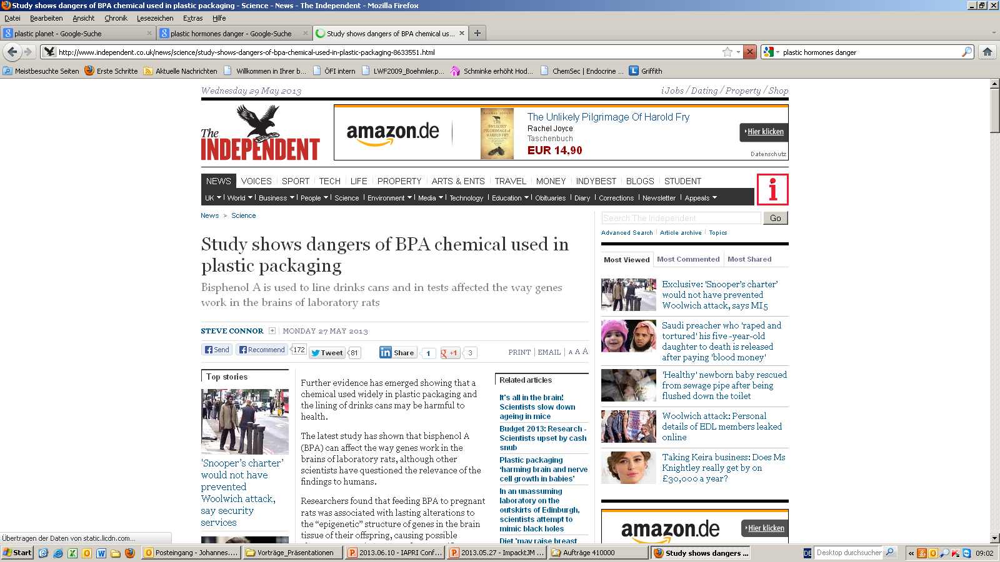 Study shows dangers of BPA chemical used in plastic packaging - Science - News - The Independent - Mozilla Firefox
Datei Bearbeiten Ansicht Chronik Lesezeichen Extras Hilfe
plastic planet - Google-Suche
plastic hormones danger - Google-Suche
Study shows dangers of BPA chemical us...
http://www.independent.co.uk/news/science/study-shows-dangers-of-bpa-chemical-used-in-plastic-packaging-8633551.html
plastic hormones danger
Meistbesuchte Seiten Erste Schritte Aktuelle Nachrichten Willkommen in Ihrer b... ÖFI intern LWF2009_Boehmler.p... Schminke erhöht Hod... ChemSec | Endocrine ... Griffith
Wednesday 29 May 2013
iJobs / Dating / Property / Shop
The
INDEPENDENT
amazon.de
RACHEL JOYCE
THE UNLIKELY PILGRIMAGE OF HAROLD FRY
The Unlikely Pilgrimage Of Harold Fry
Rachel Joyce
Taschenbuch
EUR 14,90
Hier klicken
Datenschutz
NEWS VOICES SPORT TECH LIFE PROPERTY ARTS & ENTS TRAVEL MONEY INDYBEST BLOGS STUDENT
i
UK World Business People Science Environment Media Technology Education Obituaries Diary Corrections Newsletter Appeals
News > Science
Search The Independent
Go
Advanced Search Article archive Topics
Study shows dangers of BPA chemical used in
plastic packaging
Bisphenol A is used to line drinks cans and in tests affected the way genes
work in the brains of laboratory rats
STEVE CONNOR + MONDAY 27 MAY 2013
Send Recommend 172 Tweet 81 Share 1 +1 3
PRINT EMAIL A A A
Top stories
'Snooper's charter'
would not have
prevented
Woolwich attack,
say security
services
Further evidence has emerged showing that a
chemical used widely in plastic packaging and
the lining of drinks cans may be harmful to
health.
The latest study has shown that bisphenol A
(BPA) can affect the way genes work in the
brains of laboratory rats, although other
scientists have questioned the relevance of the
findings to humans.
Researchers found that feeding BPA to pregnant
rats was associated with lasting alterations to
the “epigenetic” structure of genes in the brain
tissue of their offspring, causing possible
Related articles
It's all in the brain!
Scientists slow down
ageing in mice
Budget 2013: Research -
Scientists upset by cash
snub
Plastic packaging
‘harming brain and nerve
cell growth in babies’
In an unassuming
laboratory on the
outskirts of Edinburgh,
scientists attempt to
mimic black holes
Diet 'may raise breast
Most Viewed Most Commented Most Shared
Exclusive: ‘Snooper’s charter’
would not have prevented
Woolwich attack, says MI5
Saudi preacher who 'raped and
tortured' his five -year-old
daughter to death is released
after paying 'blood money'
'Healthy' newborn baby rescued
from sewage pipe after being
flushed down the toilet
Woolwich attack: Personal
details of EDL members leaked
online
Taking Keira business: Does Ms
Knightley really get by on
£30,000 a year?
amazon.de
Hier klicken
Übertragen der Daten von static.licdn.com...
Start
Posteingang - Johannes....
Vorträge_Präsentationen
2013.06.10 - IAPRI Conf...
2013.05.27 - ImpacktJM ...
Aufträge 410000
Study shows dangers ...
DE
Desktop durchsuchen
09:02